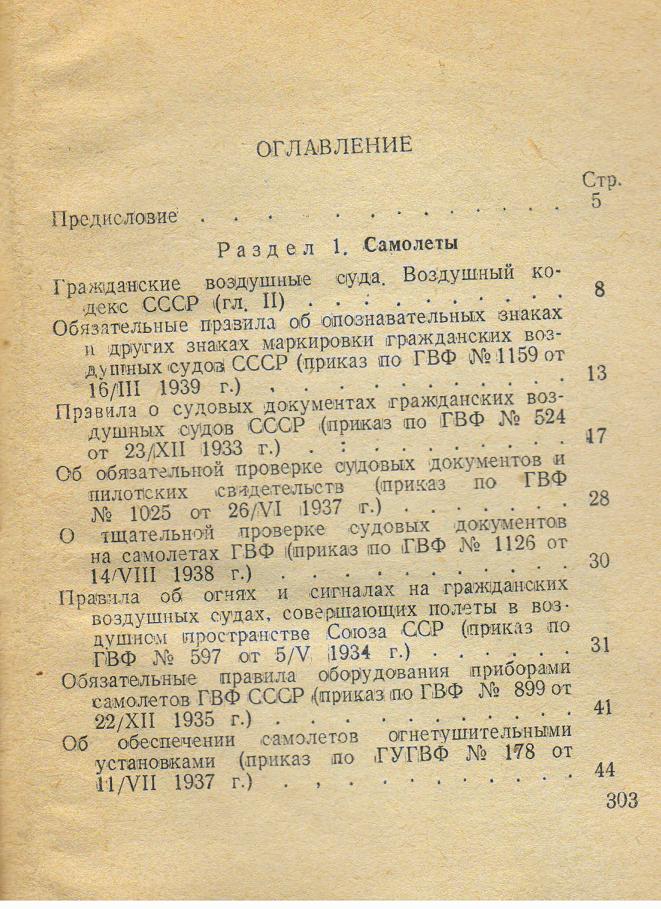 ОГЛАВЛЕНИЕ
Стр.
Предисловие . . . . . . . . . . . . 5
Раздел 1. Самолеты
Гражданские воздушные суда. Воздушный ко-
декс СССР (гл. II) . . . . . . . . . 8
Обязательные правила об опознавательных знаках
и других знаках маркировки гражданских воз-
душных судов СССР (приказ по ГВФ № 1159 от
16/III 1939 г.) . . . . . . . . . . 13
Правила о судовых документах гражданских воз-
душных судов СССР (приказ по ГВФ № 524
от 23/XII 1933 г.) . . . . . . . . . 17
Об обязательной проверке судовых документов и
пилотских свидетельств (приказ по ГВФ
№ 1025 от 26/VI 1937 г.) . . . . . . . 28
О тщательной проверке судовых документов
на самолетах ГВФ (приказ по ГВФ № 1126 от
14/VIII 1938 г.) . . . . . . . . . . 30
Правила об огнях и сигналах на гражданских
воздушных судах, совершающих полеты в воз-
душном пространстве Союза ССР (приказ по
ГВФ № 597 от 5/V 1934 г.) . . . . . . 31
Обязательные правила оборудования приборами
самолетов ГВФ СССР (приказ по ГВФ № 899 от
22/XII 1935 г.) . . . . . . . . . . 41
Об обеспечении самолетов огнетушительными
установками (приказ по ГУГВФ № 178 от
11/VII 1937 г.) . . . . . . . . . . 44
303